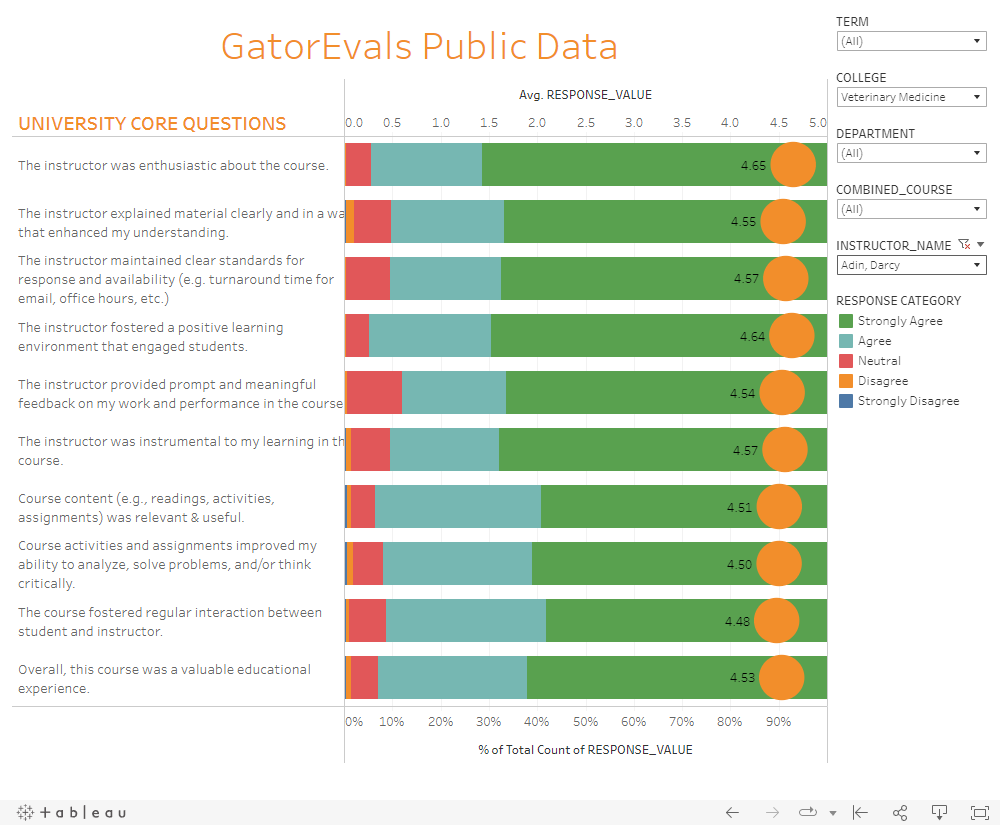 GatorEvals Public Data
Avg. RESPONSE_VALUE
UNIVERSITY CORE QUESTIONS
0.0 0.5 1.0 1.5 2.0 2.5 3.0 3.5 4.0 4.5 5.0
The instructor was enthusiastic about the course.
4.65
The instructor explained material clearly and in a wa
that enhanced my understanding.
4.55
The instructor maintained clear standards for
response and availability (e.g. turnaround time for
email, office hours, etc.)
4.57
The instructor fostered a positive learning
environment that engaged students.
4.64
The instructor provided prompt and meaningful
feedback on my work and performance in the course
4.54
The instructor was instrumental to my learning in th
course.
4.57
Course content (e.g., readings, activities,
assignments) was relevant & useful.
4.51
Course activities and assignments improved my
ability to analyze, solve problems, and/or think
critically.
4.50
The course fostered regular interaction between
student and instructor.
4.48
Overall, this course was a valuable educational
experience.
4.53
0% 10% 20% 30% 40% 50% 60% 70% 80% 90%
% of Total Count of RESPONSE_VALUE
TERM
(All)
COLLEGE
Veterinary Medicine
DEPARTMENT
(All)
COMBINED_COURSE
(All)
INSTRUCTOR_NAME
Adin, Darcy
RESPONSE CATEGORY
Strongly Agree
Agree
Neutral
Disagree
Strongly Disagree
+ableau